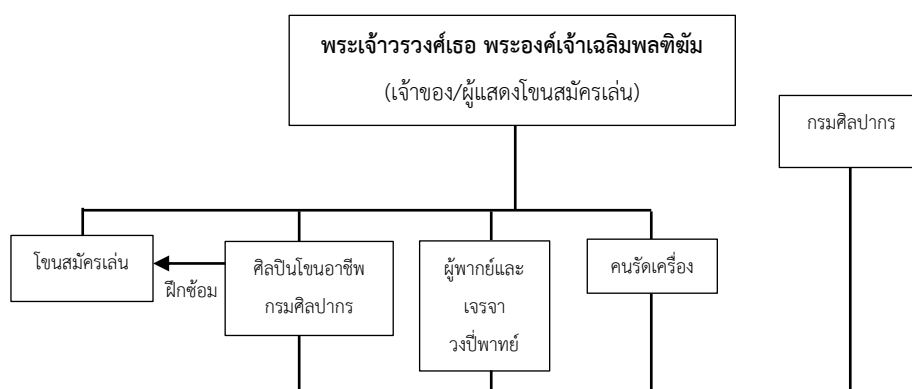 พระเจ้าวรวงศ์เธอ พระองค์เจ้าเฉลิมพลฑิฆัม
(เจ้าของ/ผู้แสดงโขนสมัครเล่น)
กรมศิลปากร
โขนสมัครเล่น
ฝึกซ้อม
ศิลปินโขนอาชีพ
กรมศิลปากร
ผู้พากย์และ
เจรจา
วงปี่พาทย์
คนรัดเครื่อง